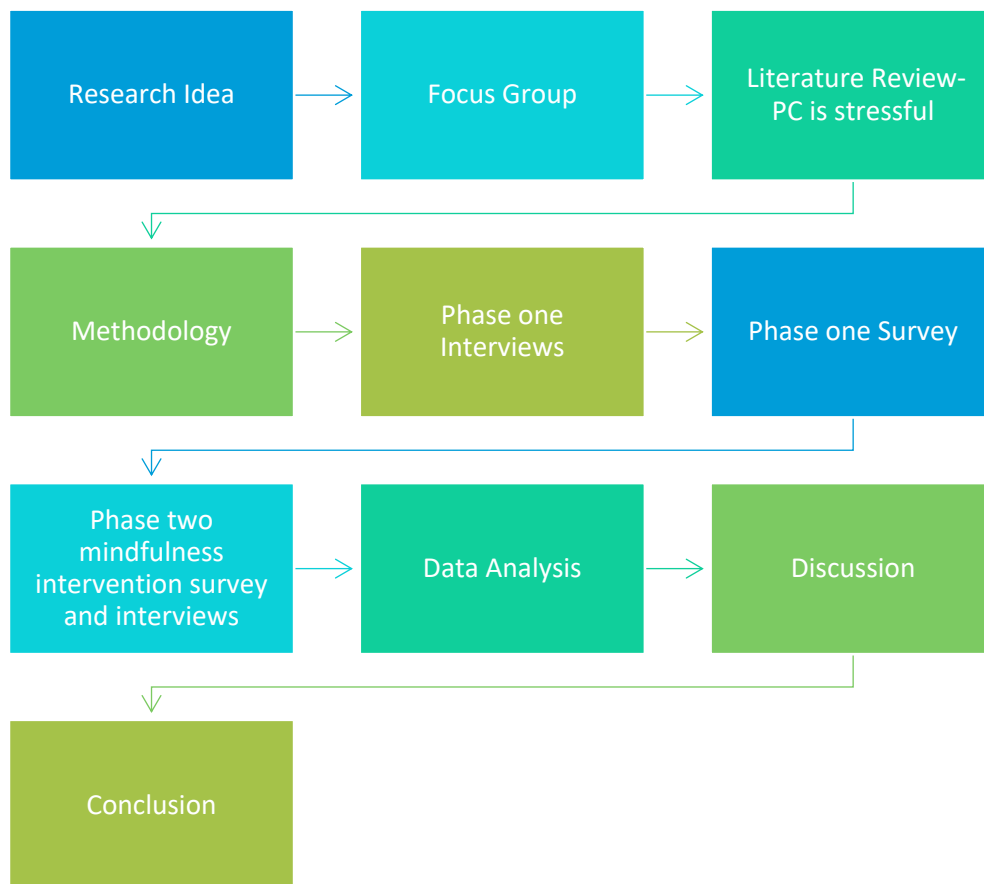 Research Idea
Focus Group
Literature Review-
PC is stressful
Methodology
Phase one
Interviews
Phase one Survey
Phase two
mindfulness
intervention survey
and interviews
Data Analysis
Discussion
Conclusion